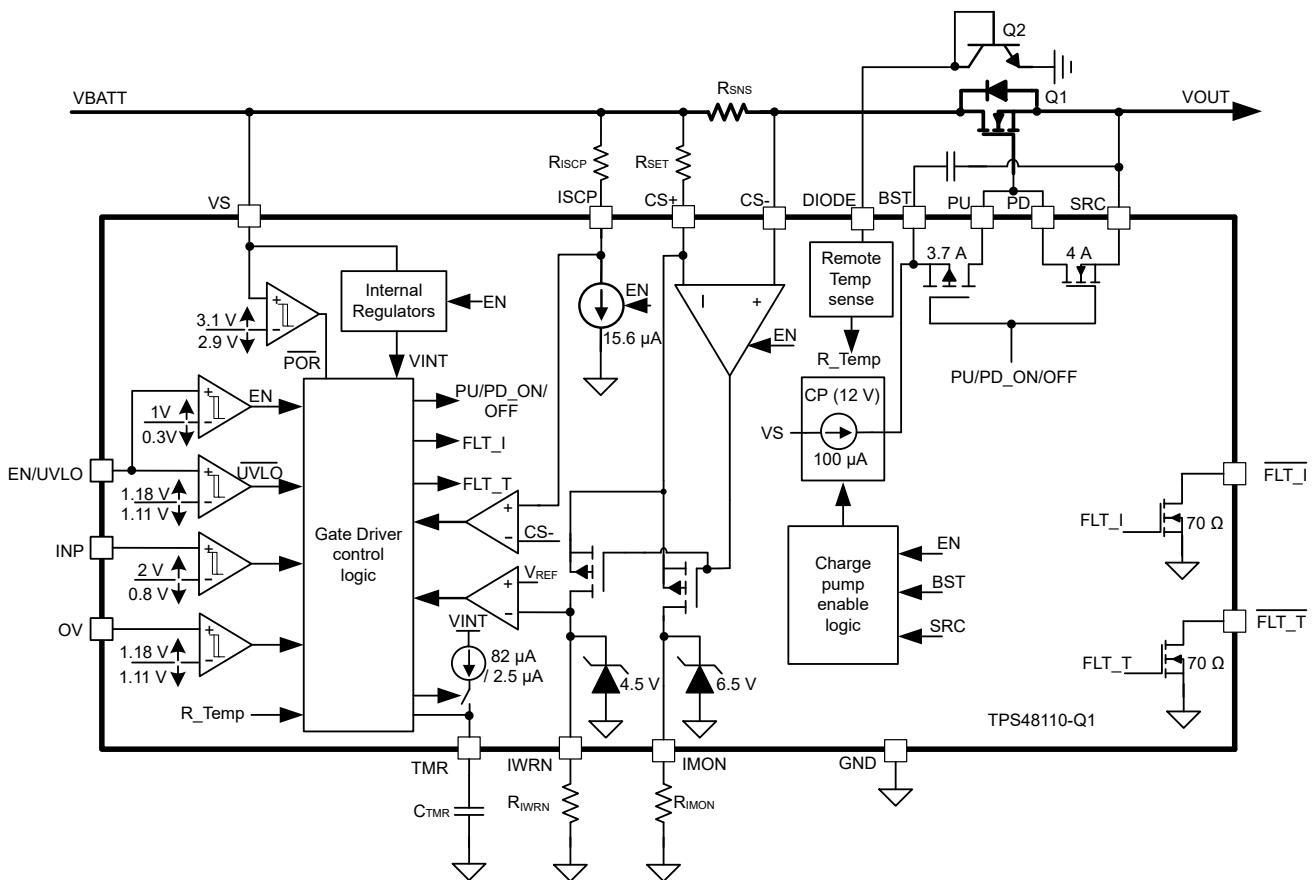 Q2
RSNS
VBATT
Q1
VOUT
RISCP
RSET
VS
ISCP
CS+
CS-
DIODE
BST
PU
PD
SRC
3.7 A
4 A
Internal
Regulators
EN
EN
15.6 µA
I
+
EN
Remote
Temp
sense
R_Temp
PU/PD_ON/OFF
+
−
3.1 V
2.9 V
POR
VINT
CP (12 V)
VS
100 µA
+
−
1V
0.3V
EN
PU/PD_ON/
OFF
FLT_I
FLT_T
EN/UVLO
+
−
1.18 V
1.11 V
UVLO
Gate Driver
control
logic
+
−
CS-
INP
+
−
2 V
0.8 V
VREF
+
−
OV
+
−
1.18 V
1.11 V
VINT
82 µA
/ 2.5 µA
R_Temp
4.5 V
6.5 V
Charge
pump
enable
logic
EN
BST
SRC
FLT_I
FLT_I
70 Ω
FLT_T
FLT_T
70 Ω
TPS48110-Q1
TMR
IWRN
IMON
GND
CTMR
RIWRN
RIMON